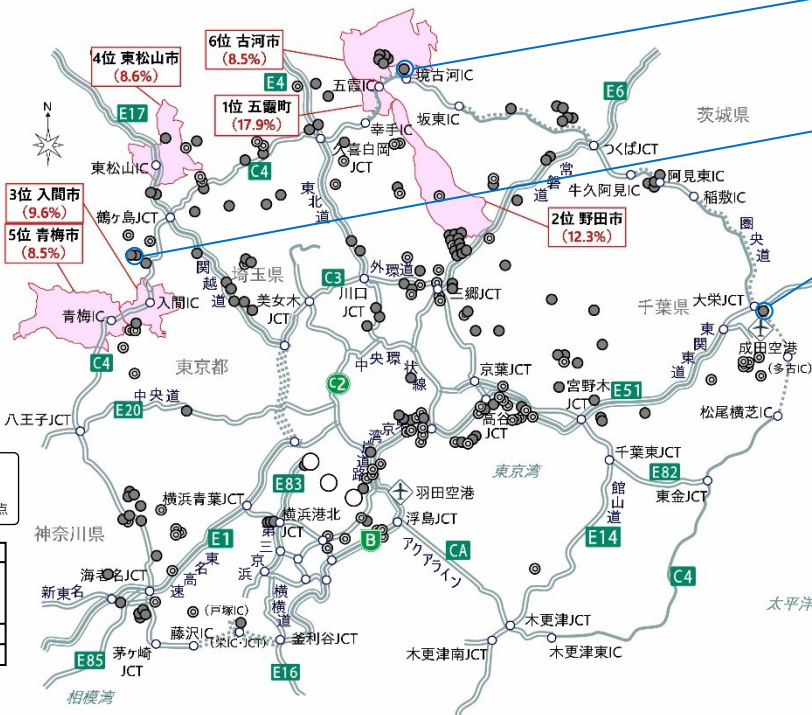 6位 古河市
(8.5%)
4位 東松山市
(8.6%)
E4
五霞IC
境古河IC
E6
茨城県
E17
1位 五霞町
(17.9%)
幸手IC
坂東IC
N
久喜白岡
JCT
つくばJCT
東松山IC
C4
常磐道
牛久阿見IC
阿見東IC
稲敷IC
3位 入間市
(9.6%)
鶴ヶ島JCT
東北道
2位 野田市
(12.3%)
5位 青梅市
(8.5%)
関越道
埼玉県
C3
外環道
圏央道
入間IC
美女木
JCT
川口
JCT
三郷JCT
千葉県
大栄JCT
青梅IC
東関東道
成田空港
(多古IC)
東京都
中央環状線
京葉JCT
C4
中央道
C2
宮野木
JCT
E51
E20
八王子JCT
高谷
JCT
松尾横芝IC
湾岸道路
千葉東JCT
東京湾
E82
点
E83
羽田空港
館山道
東金JCT
横浜青葉JCT
横浜港北
JCT
浮島JCT
神奈川県
E1
B
アクアライン
CA
E14
東名高速
第三京浜
海老名JCT
新東名
横横道
C4
太平洋
(戸塚IC)
木更津JCT
藤沢IC
(栄IC・JCT)
釜利谷JCT
茅ヶ崎
JCT
木更津南JCT
木更津東IC
E85
E16
相模湾